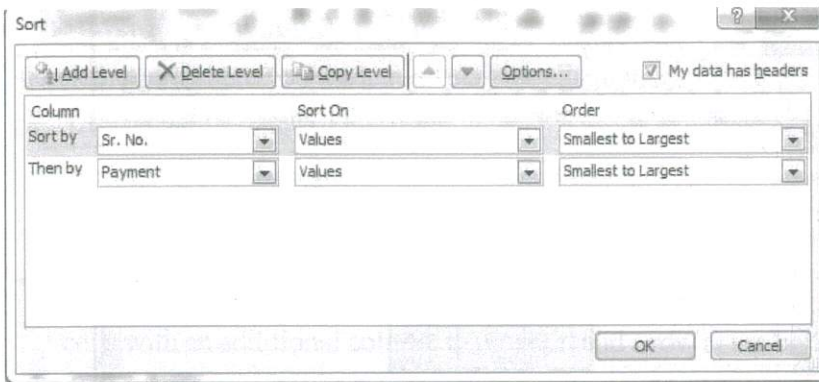 Sort
Add Level Delete Level Copy Level Options... My data has headers
Column Sort On Order
Sort by Sr. No. Values Smallest to Largest
Then by Payment Values Smallest to Largest
OK Cancel